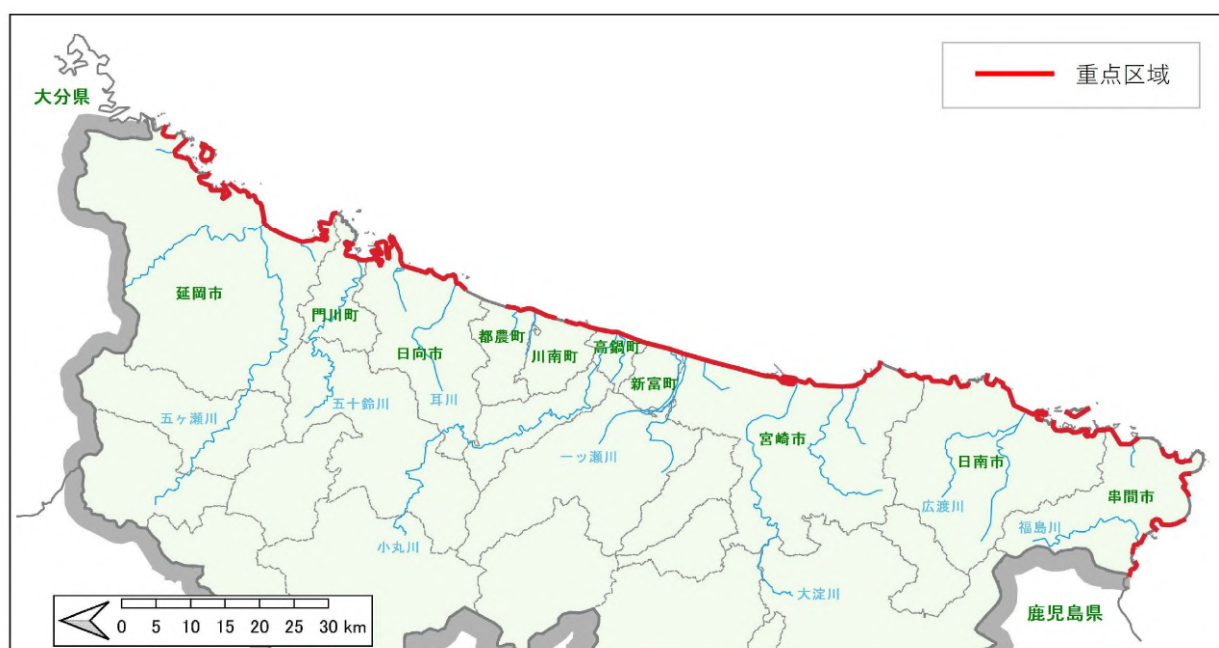 重点区域
大分県
延岡市
門川町
日向市
都農町
川南町
高鍋町
新富町
宮崎市
日南市
串間市
五ヶ瀬川
五十鈴川
耳川
小丸川
一ッ瀬川
大淀川
広渡川
福島川
鹿児島県
0 5 10 15 20 25 30 km